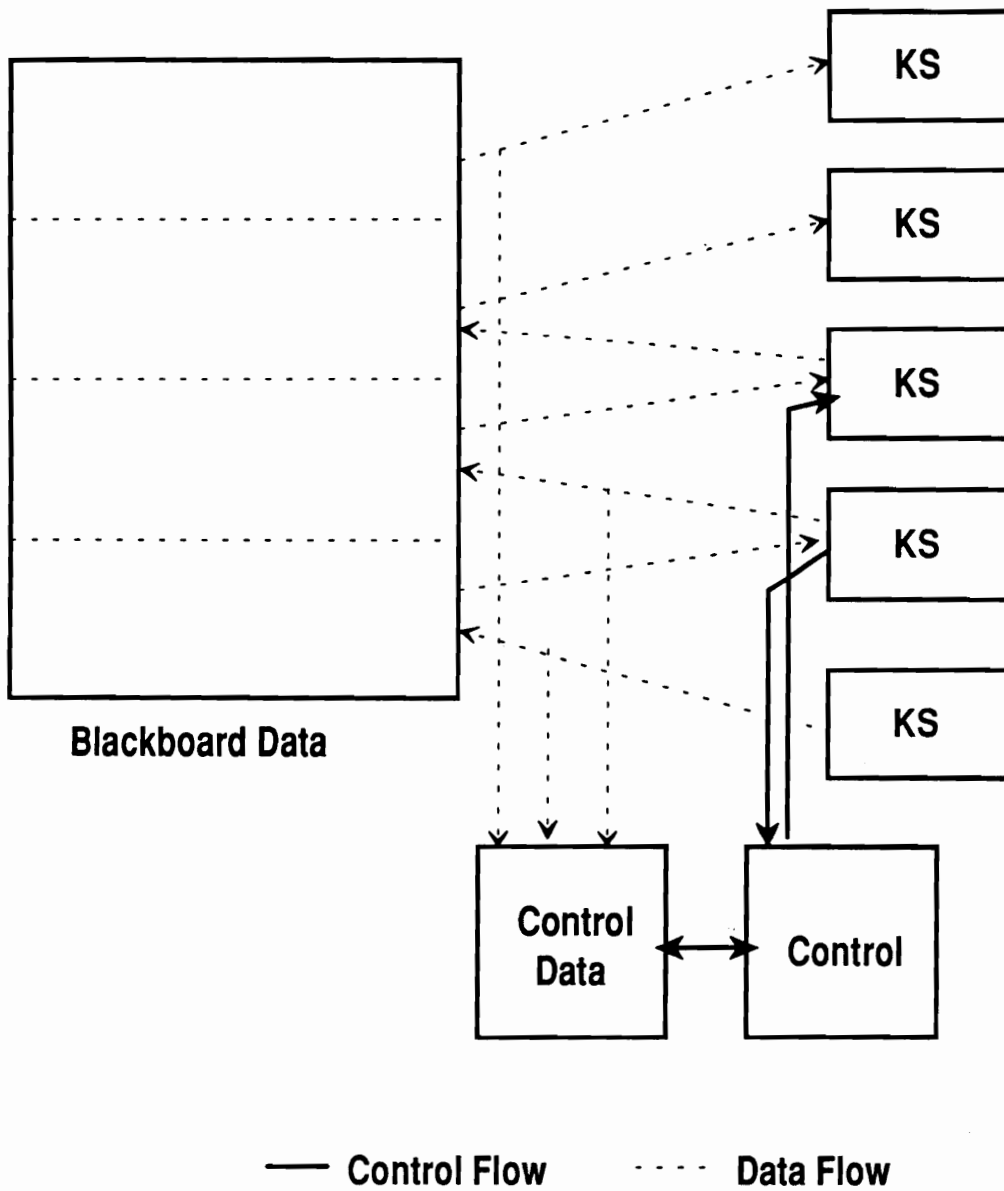 KS
KS
KS
KS
KS
Blackboard Data
Control
Data
Control
Control Flow
Data Flow